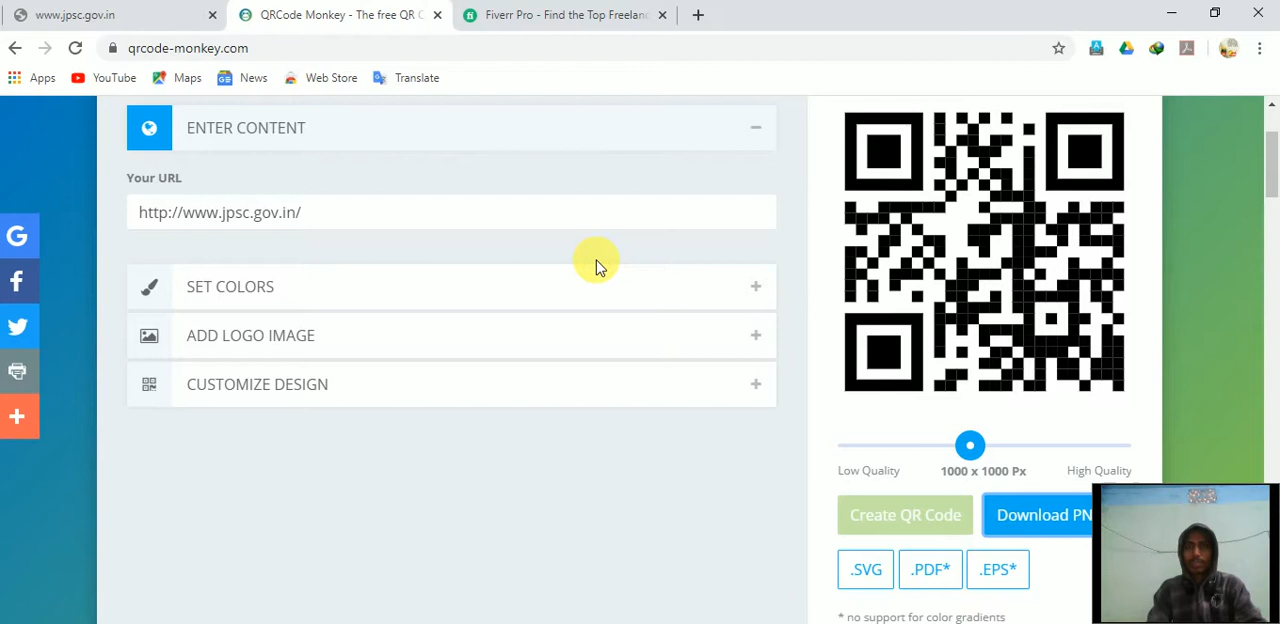 www.jpsc.gov.in
QRCode Monkey - The free QR C
Fiverr Pro - Find the Top Freelanc
qrcode-monkey.com
Apps
YouTube
Maps
News
Web Store
Translate
ENTER CONTENT
Your URL
http://www.jpsc.gov.in/
SET COLORS
ADD LOGO IMAGE
CUSTOMIZE DESIGN
Low Quality
1000 x 1000 Px
High Quality
Create QR Code
Download PN
.SVG
.PDF*
.EPS*
* no support for color gradients